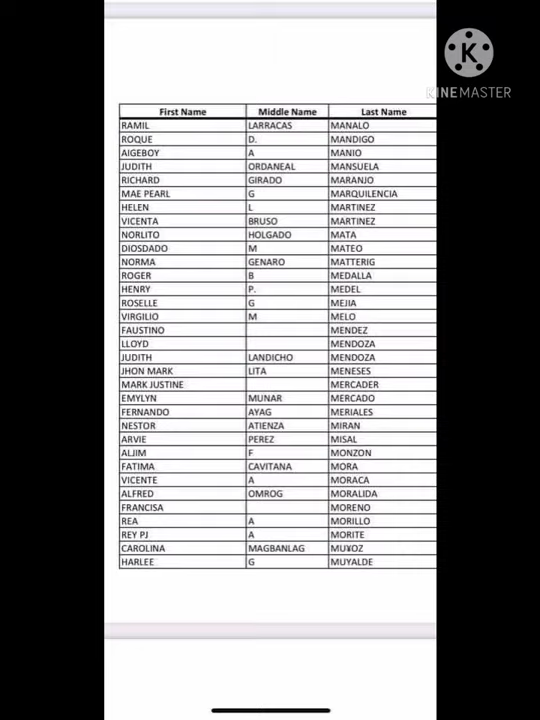 K
KINEMASTER
First Name Middle Name Last Name
RAMIL LARRACAS MANALO
ROQUE D. MANDIGO
AIGEBOY A MANIO
JUDITH ORDANEAL MANSUELA
RICHARD GIRADO MARANJO
MAE PEARL G MARQUILENCIA
HELEN L MARTINEZ
VICENTA BRUSO MARTINEZ
NORLITO HOLGADO MATA
DIOSDADO M MATEO
NORMA GENARO MATTERIG
ROGER B MEDALLA
HENRY P. MEDEL
ROSELLE G MEJIA
VIRGILIO M MELO
FAUSTINO MENDEZ
LLOYD MENDOZA
JUDITH LANDICHO MENDOZA
JHON MARK LITA MENESES
MARK JUSTINE MERCADER
EMYLYN MUNAR MERCADO
FERNANDO AYAG MERIALES
NESTOR ATIENZA MIRAN
ARVIE PEREZ MISAL
ALJIM F MONZON
FATIMA CAVITANA MORA
VICENTE A MORACA
ALFRED OMROG MORALIDA
FRANCISA MORENO
REA A MORILLO
REY PJ A MORITE
CAROLINA MAGBANLAG MU¥OZ
HARLEE G MUYALDE